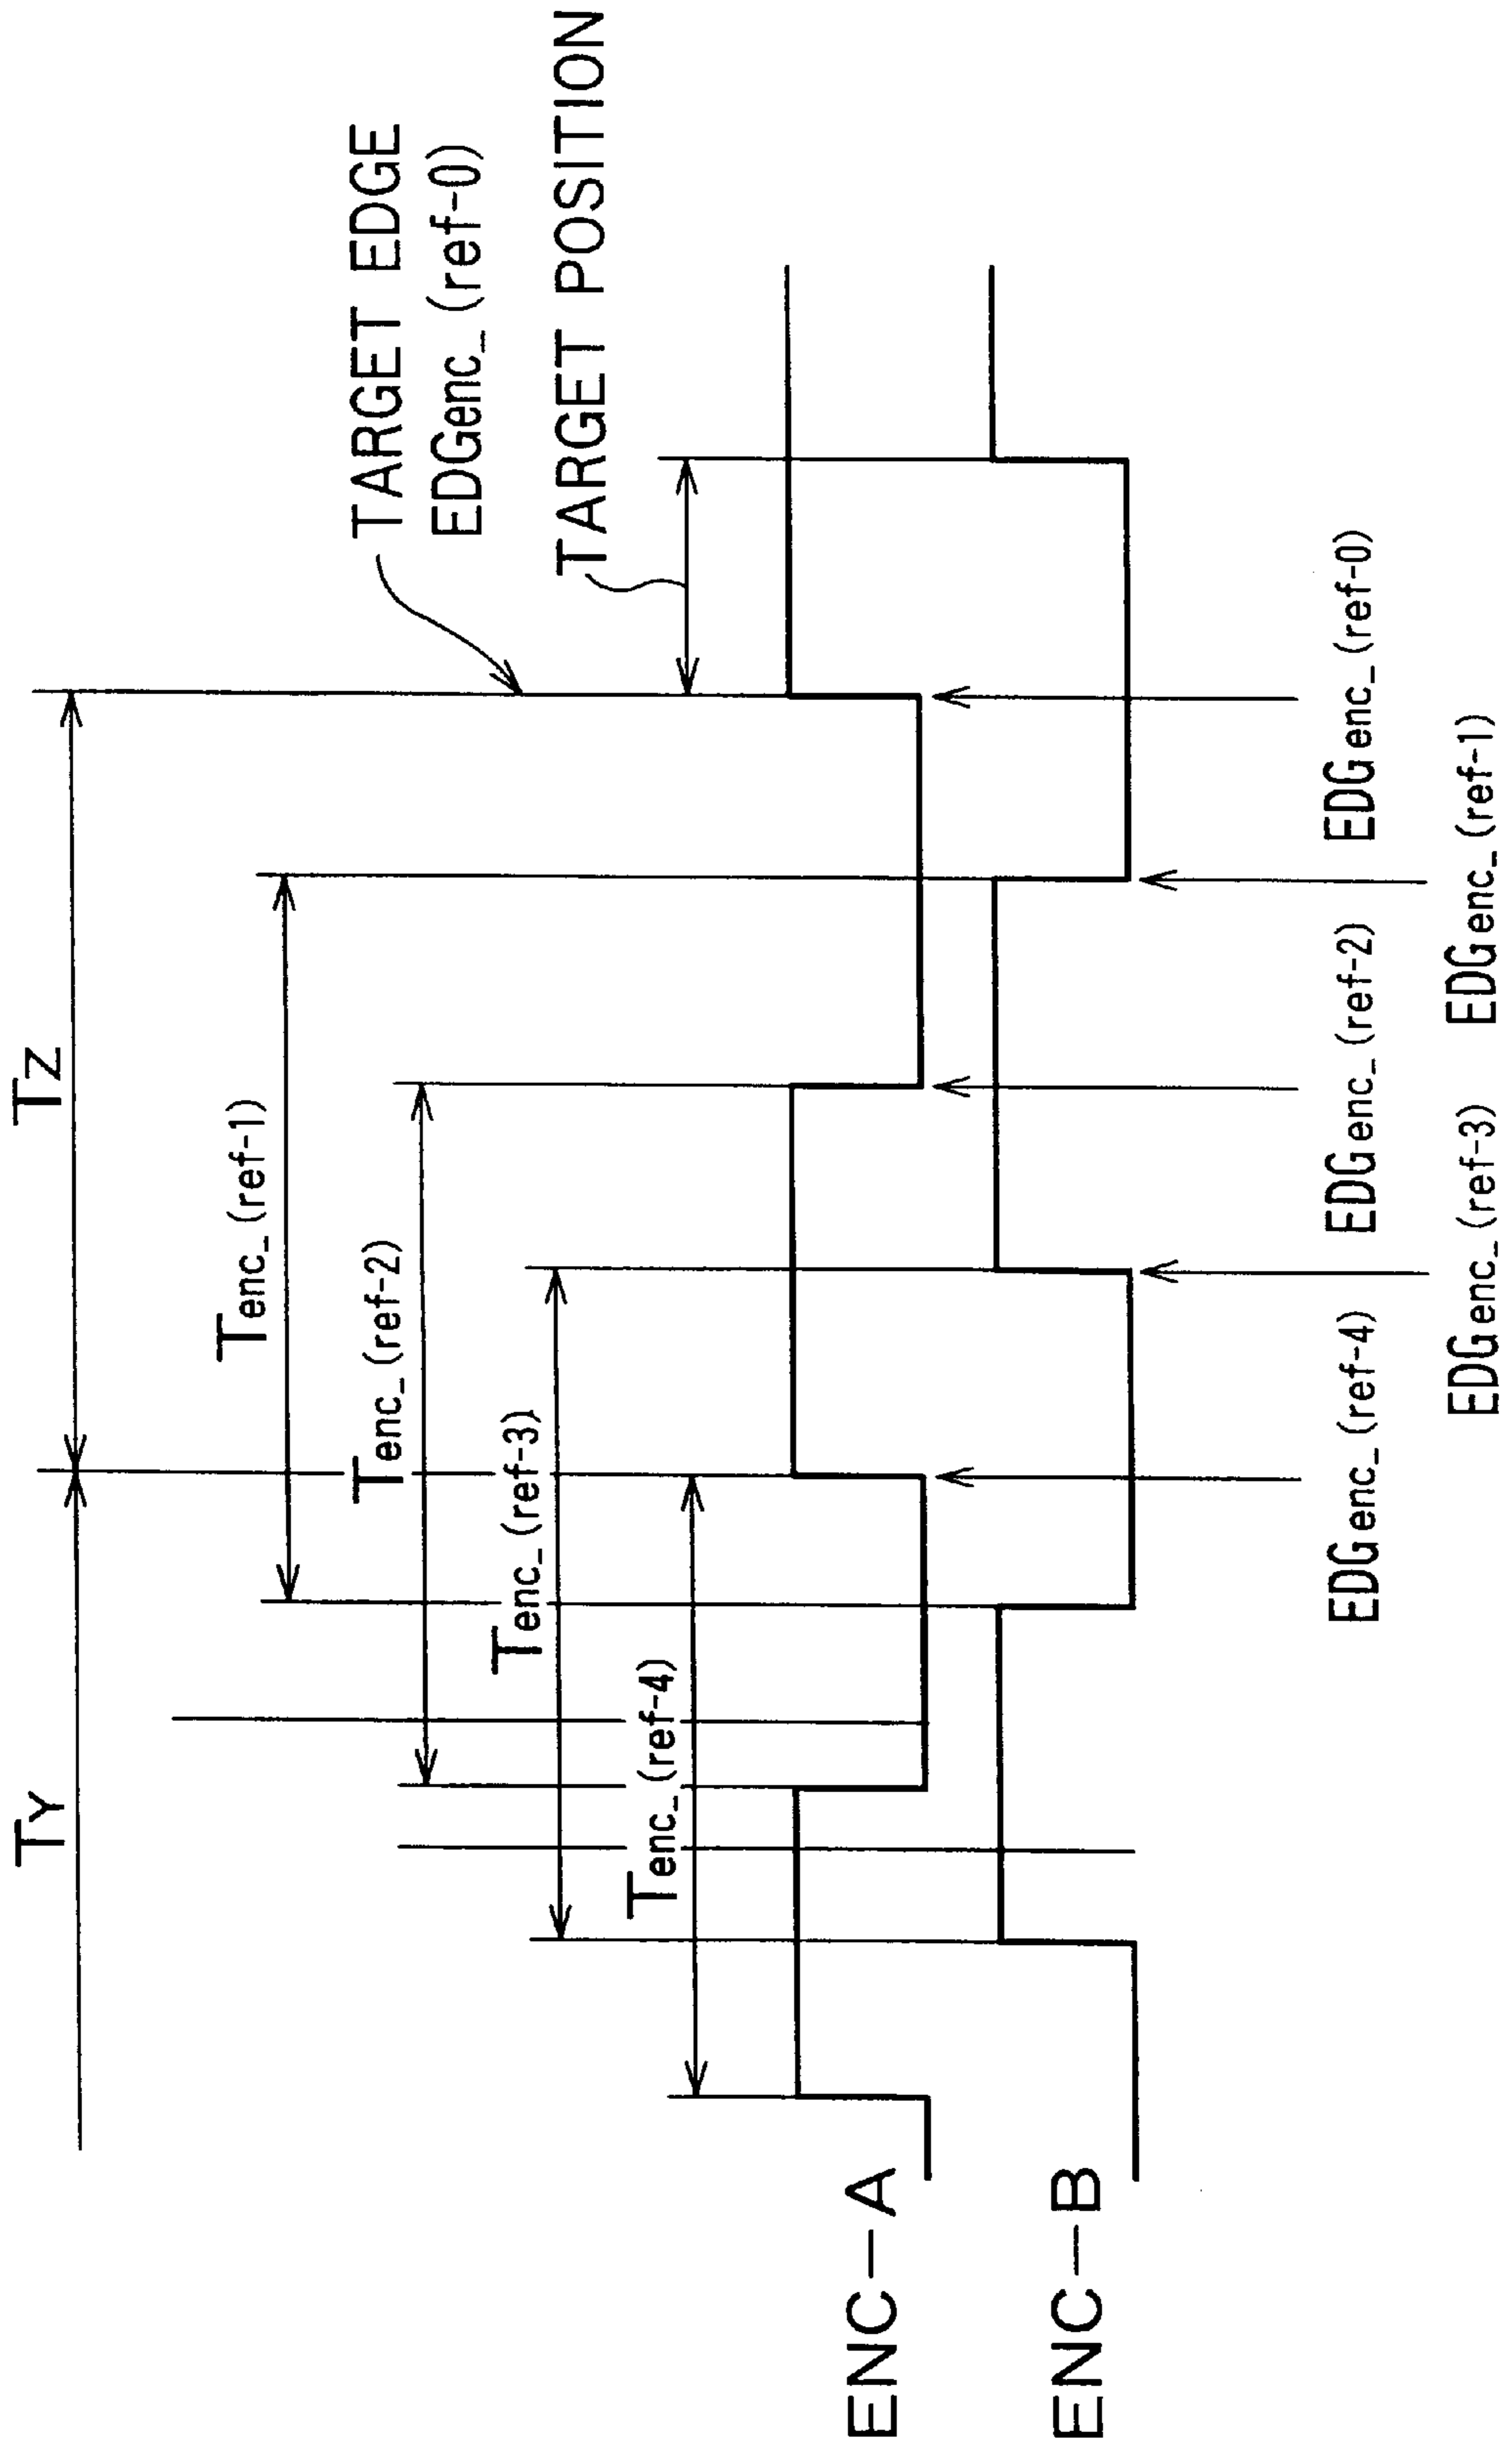 TY
TZ
Tenc_(ref-1)
TARGET EDGE
EDGenc_(ref-0)
Tenc_(ref-2)
Tenc_(ref-3)
TARGET POSITION
Tenc_(ref-4)
ENC-A
ENC-B
EDGenc_(ref-4)
EDGenc_(ref-2)
EDGenc_(ref-0)
EDGenc_(ref-3)
EDGenc_(ref-1)